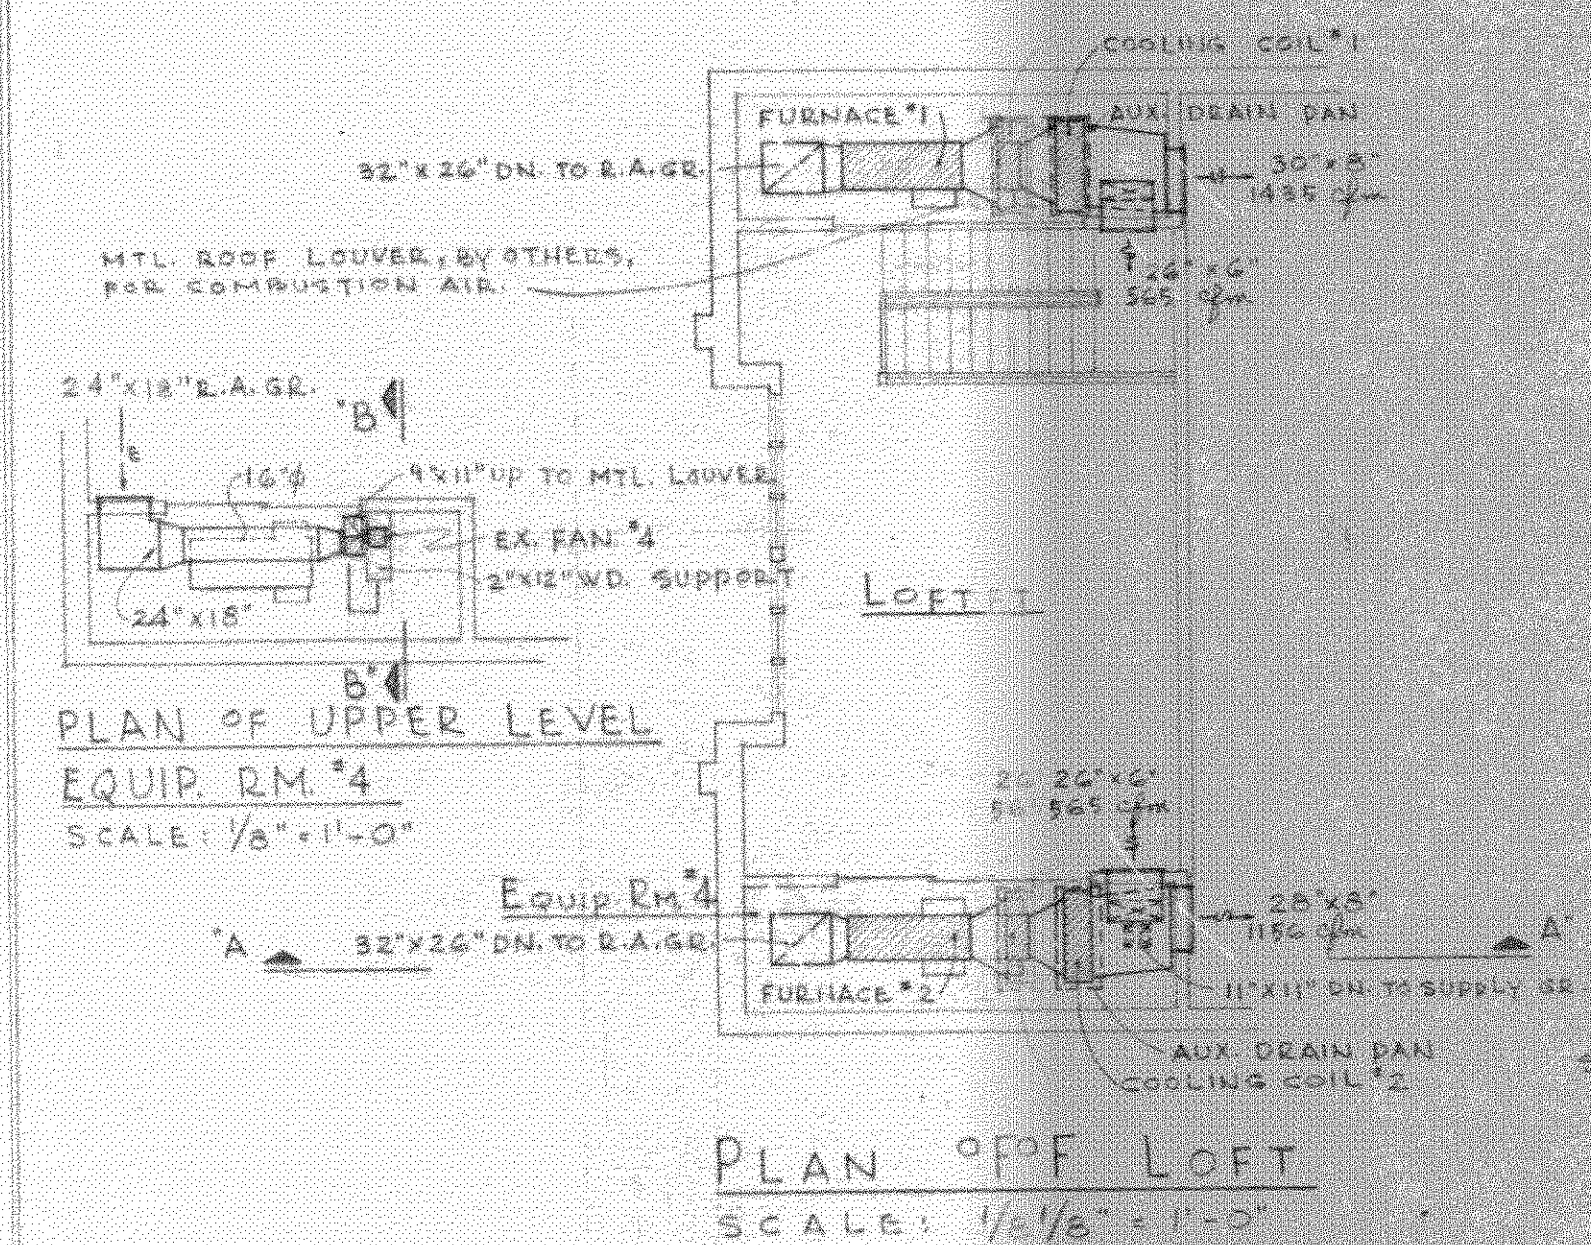 COOLING COIL #1
FURNACE #1
AUX. DRAIN PAN
32"X26" DN. TO R.A.GR.
30"x8"
1435 cfm
MTL. ROOF LOUVER, BY OTHERS,
FOR COMBUSTION AIR.
26"x6"
565 cfm
24"x18" R.A.GR.
"B
16"φ
9"x11" UP TO MTL. LOUVER
EX. FAN #4
2"X12" WD. SUPPORT
24"x18"
LOFT
B"
PLAN OF UPPER LEVEL
EQUIP. RM. #4
SCALE: 1/8" = 1'-0"
26"x6"
565 cfm
EQUIP RM #4
28"x8"
1156 cfm
"A
32"X26" DN. TO R.A.GR.
A"
FURNACE #2
11"X11" DN. TO SUPPLY GR
AUX. DRAIN PAN
COOLING COIL #2
PLAN OF LOFT
SCALE: 1/8" = 1'-0"